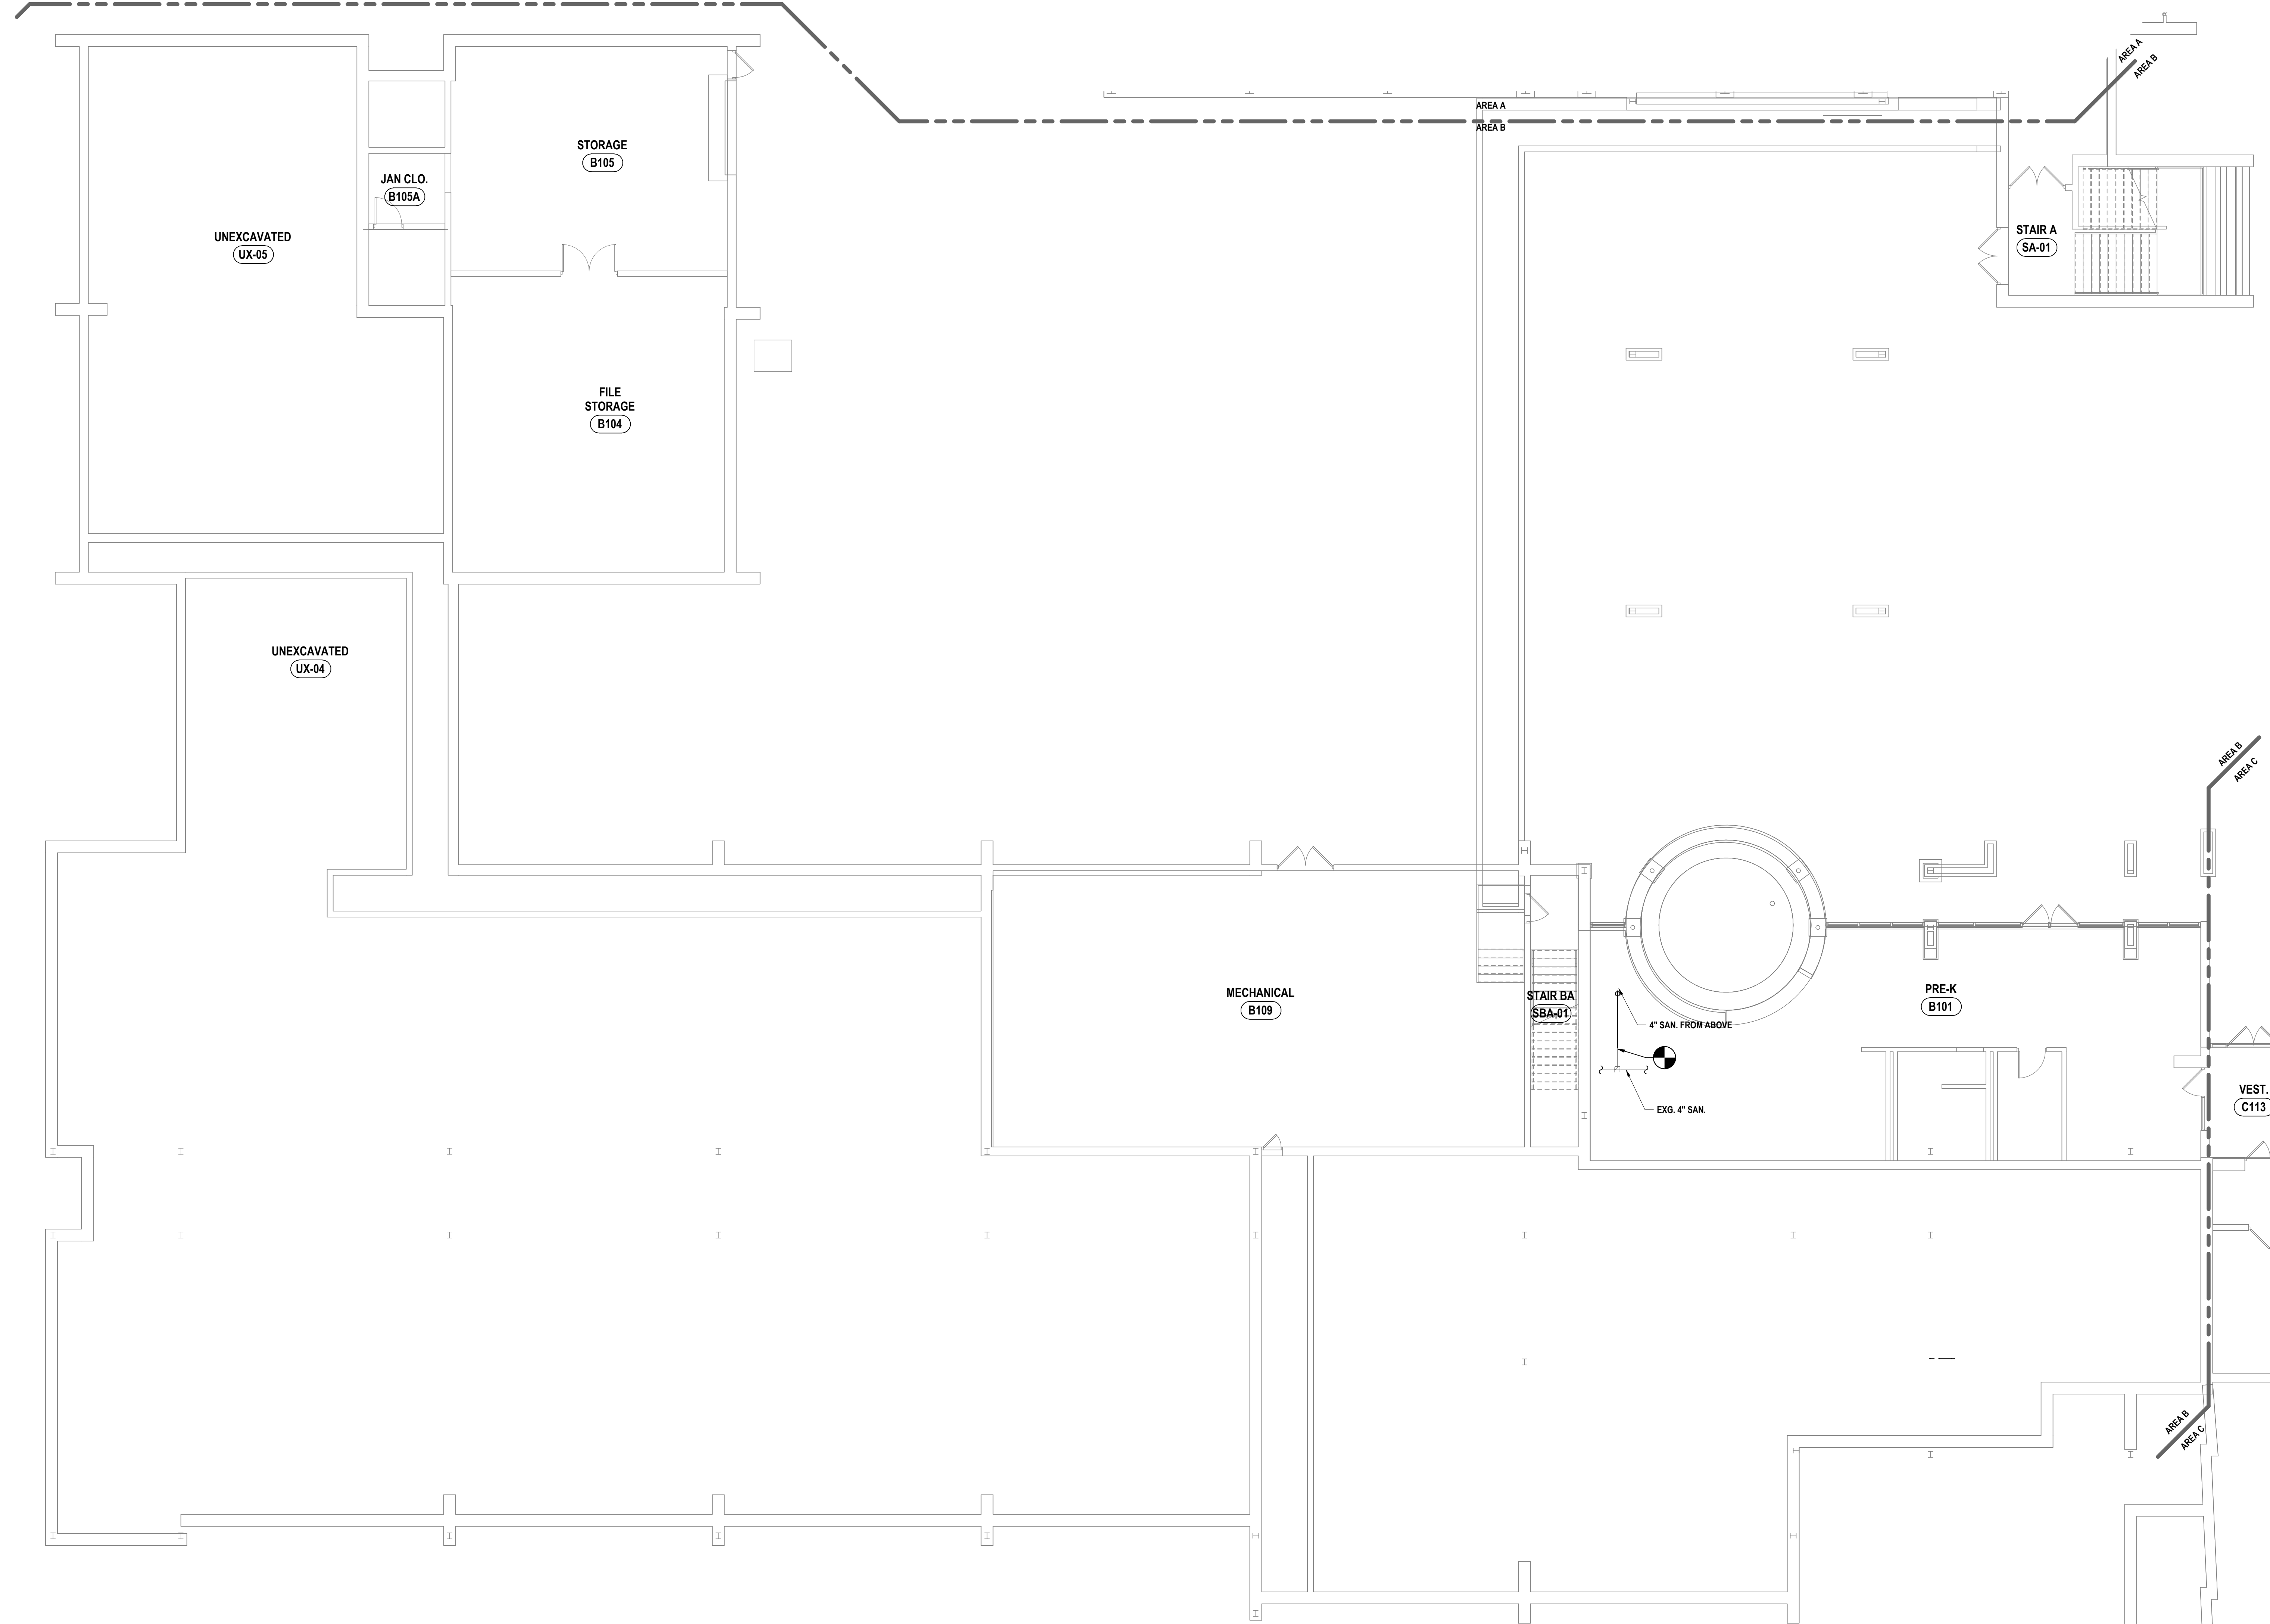 AREA A
AREA B
AREA A
AREA B
STORAGE
B105
JAN CLO.
B105A
UNEXCAVATED
UX-05
STAIR A
SA-01
FILE
STORAGE
B104
UNEXCAVATED
UX-04
AREA B
AREA C
MECHANICAL
B109
STAIR BA
SBA-01
4" SAN. FROM ABOVE
EXG. 4" SAN.
PRE-K
B101
VEST.
C113
AREA B
AREA C